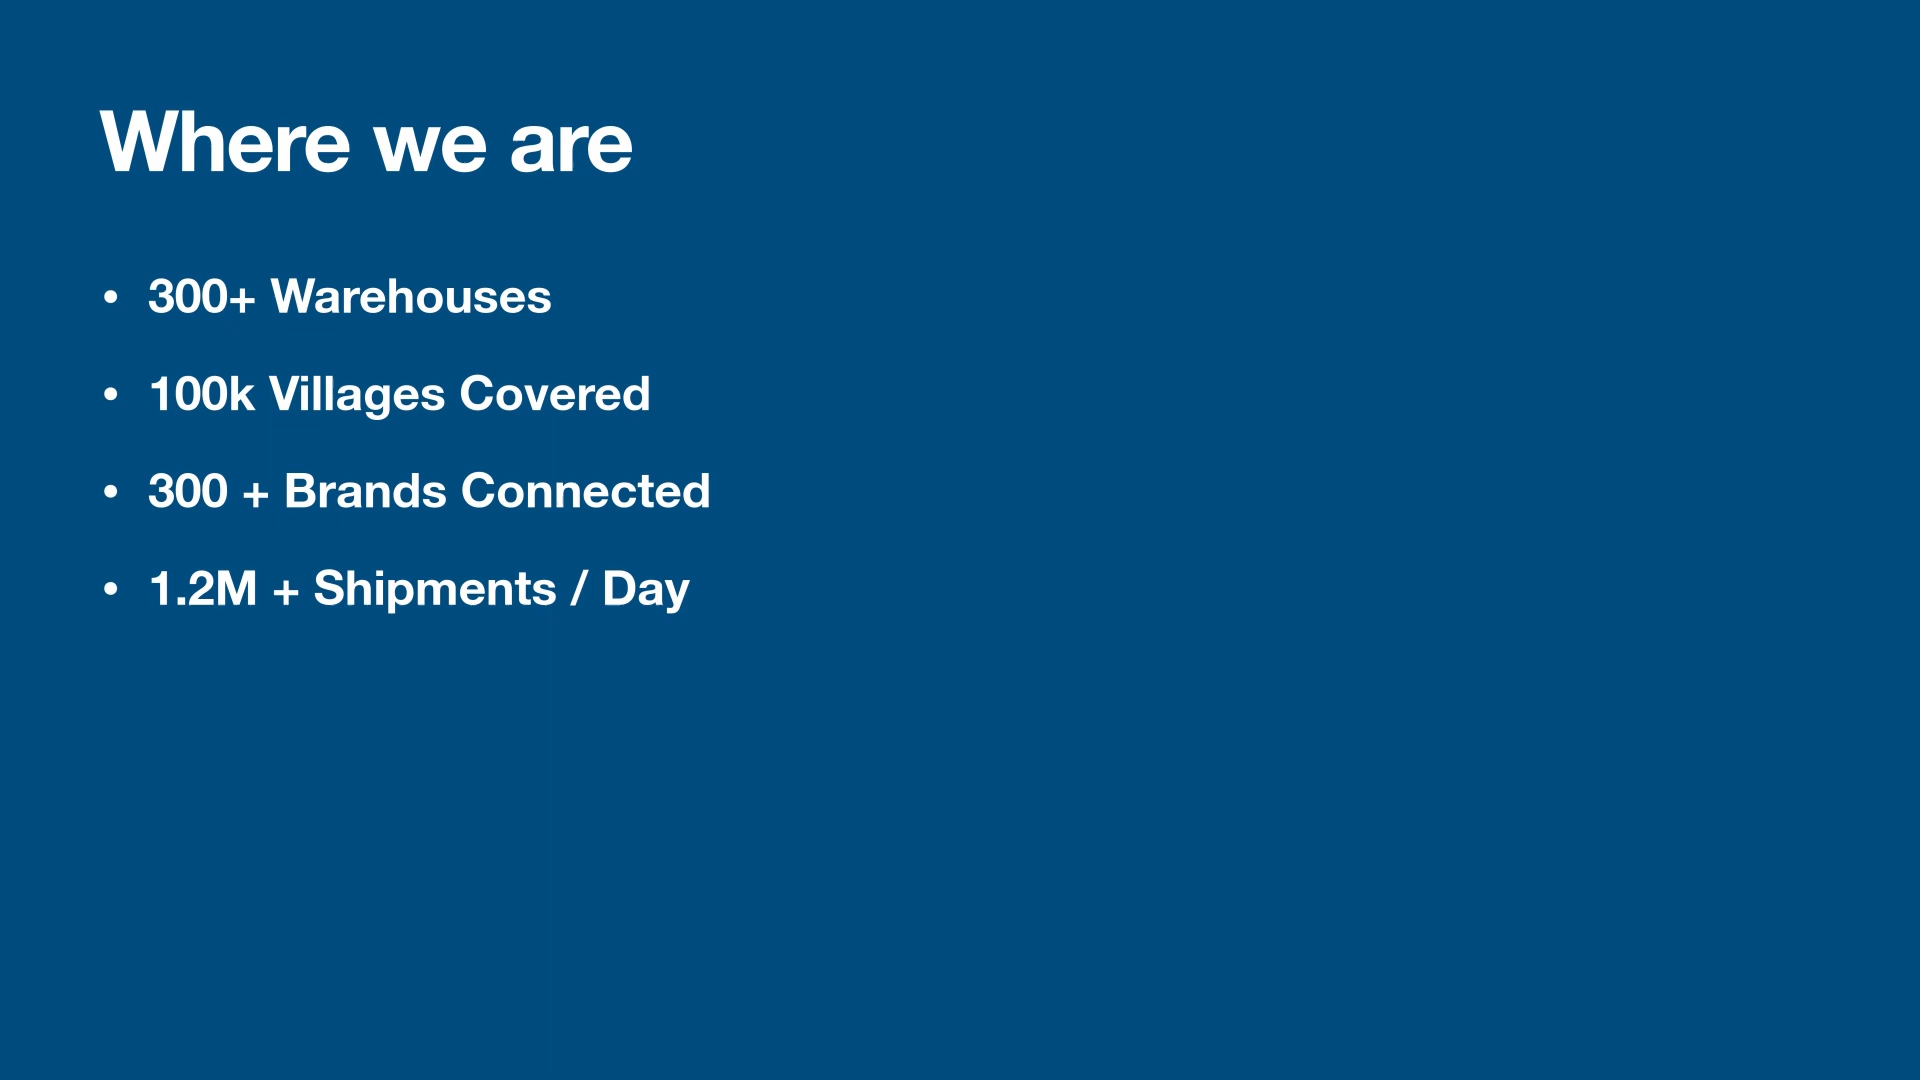 Where we are
• 300+ Warehouses
• 100k Villages Covered
• 300 + Brands Connected
• 1.2M + Shipments / Day